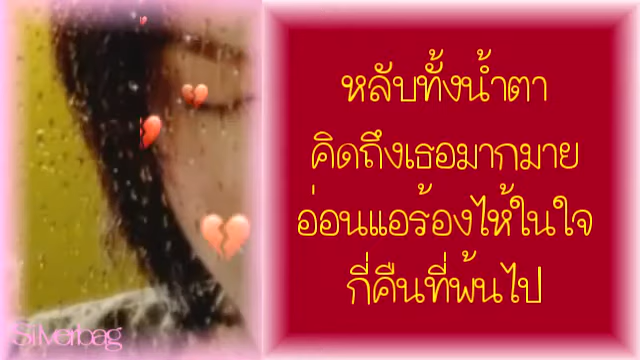 หลับทั้งน้ำตา
คิดถึงเธอมากมาย
อ่อนแอร้องไห้ในใจ
กี่คืนที่พ้นไป
Silverbag